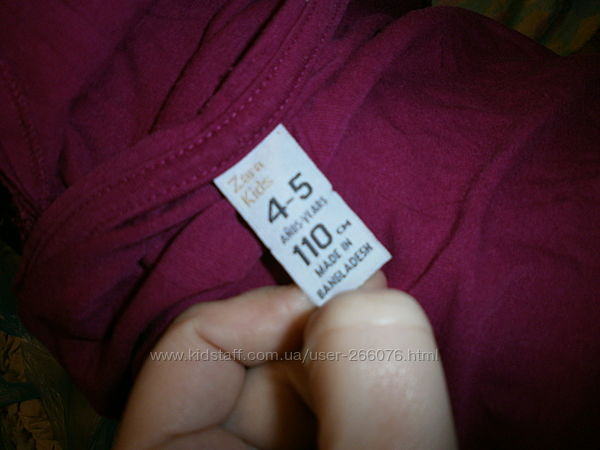 Zara
Kids
4-5
AÑOS-YEARS
110 CM
MADE IN
BANGLADESH
www.kidstaff.com.ua/user-266076.html